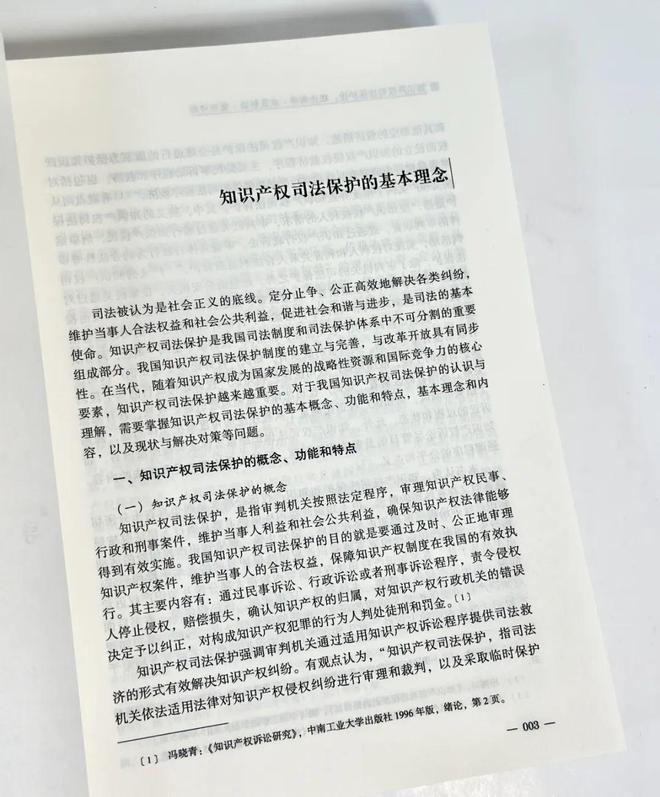 知识产权司法保护的基本理念
司法被认为是社会正义的底线。定分止争、公正高效地解决各类纠纷，
维护当事人合法权益和社会公共利益，促进社会和谐与进步，是司法的基本
使命。知识产权司法保护是我国司法制度和司法保护体系中不可分割的重要
组成部分。我国知识产权司法保护制度的建立与完善，与改革开放具有同步
性。在当代，随着知识产权成为国家发展的战略性资源和国际竞争力的核心
要素，知识产权司法保护越来越重要。对于我国知识产权司法保护的认识与
理解，需要掌握知识产权司法保护的基本概念、功能和特点，基本理念和内
容，以及现状与解决对策等问题。
一、知识产权司法保护的概念、功能和特点
（一）知识产权司法保护的概念
知识产权司法保护，是指审判机关按照法定程序，审理知识产权民事、
行政和刑事案件，维护当事人利益和社会公共利益，确保知识产权法律能够
得到有效实施。我国知识产权司法保护的目的就是要通过及时、公正地审理
知识产权案件，维护当事人的合法权益，保障知识产权制度在我国的有效执
行。其主要内容有：通过民事诉讼、行政诉讼或者刑事诉讼程序，责令侵权
人停止侵权，赔偿损失，确认知识产权的归属，对知识产权行政机关的错误
决定予以纠正，对构成知识产权犯罪的行为人判处徒刑和罚金。〔1〕
知识产权司法保护强调审判机关通过适用知识产权诉讼程序提供司法救
济的形式有效解决知识产权纠纷。有观点认为，“知识产权司法保护，指司法
机关依法适用法律对知识产权侵权纠纷进行审理和裁判，以及采取临时保护
〔1〕 冯晓青：《知识产权诉讼研究》，中南工业大学出版社1996年版，绪论，第2页。
— 003 —